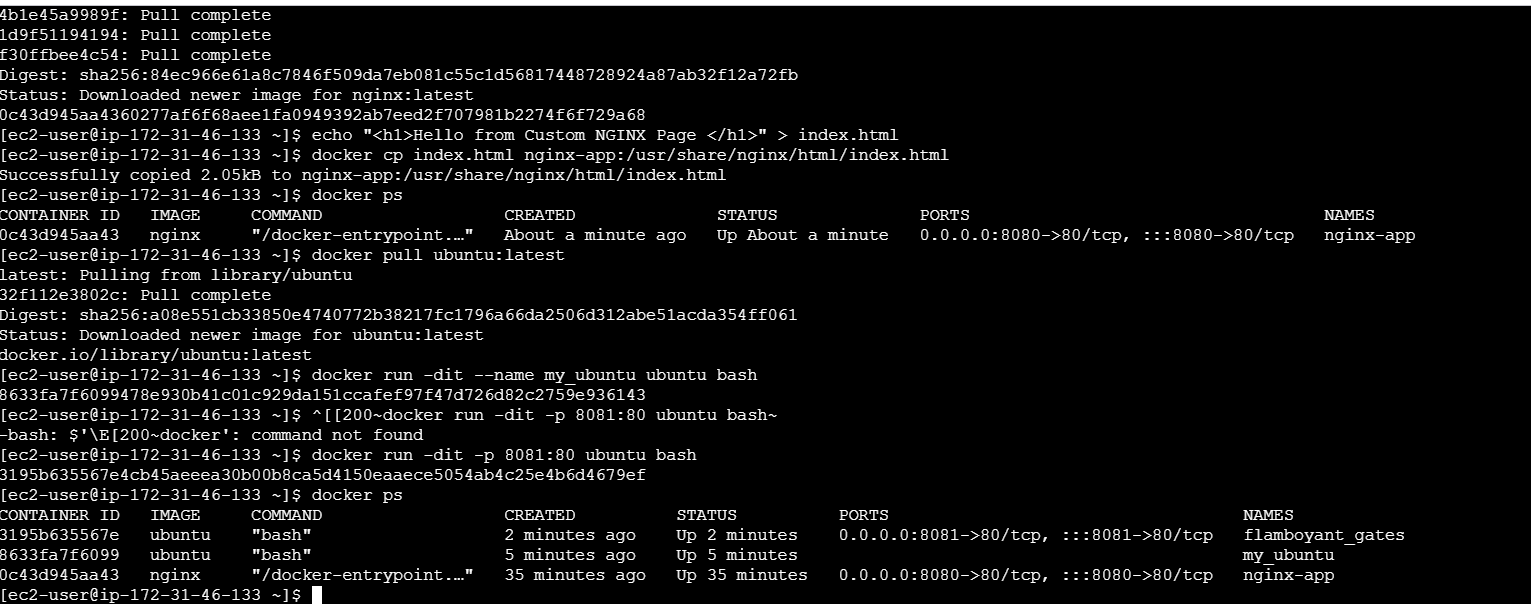 4b1e45a9989f: Pull complete
1d9f51194194: Pull complete
f30ffbee4c54: Pull complete
Digest: sha256:84ec966e61a8c7846f509da7eb081c55c1d56817448728924a87ab32f12a72fb
Status: Downloaded newer image for nginx:latest
0c43d945aa4360277af6f68aee1fa0949392ab7eed2f707981b2274f6f729a68
[ec2-user@ip-172-31-46-133 ~]$ echo "<h1>Hello from Custom NGINX Page </h1>" > index.html
[ec2-user@ip-172-31-46-133 ~]$ docker cp index.html nginx-app:/usr/share/nginx/html/index.html
Successfully copied 2.05kB to nginx-app:/usr/share/nginx/html/index.html
[ec2-user@ip-172-31-46-133 ~]$ docker ps
CONTAINER ID   IMAGE     COMMAND                  CREATED              STATUS              PORTS                                   NAMES
0c43d945aa43   nginx     "/docker-entrypoint.…"   About a minute ago   Up About a minute   0.0.0.0:8080->80/tcp, :::8080->80/tcp   nginx-app
[ec2-user@ip-172-31-46-133 ~]$ docker pull ubuntu:latest
latest: Pulling from library/ubuntu
32f112e3802c: Pull complete
Digest: sha256:a08e551cb33850e4740772b38217fc1796a66da2506d312abe51acda354ff061
Status: Downloaded newer image for ubuntu:latest
docker.io/library/ubuntu:latest
[ec2-user@ip-172-31-46-133 ~]$ docker run -dit --name my_ubuntu ubuntu bash
8633fa7f6099478e930b41c01c929da151ccafef97f47d726d82c2759e936143
[ec2-user@ip-172-31-46-133 ~]$ ^[[200~docker run -dit -p 8081:80 ubuntu bash~
-bash: $'\E[200~docker': command not found
[ec2-user@ip-172-31-46-133 ~]$ docker run -dit -p 8081:80 ubuntu bash
3195b635567e4cb45aeeea30b00b8ca5d4150eaaece5054ab4c25e4b6d4679ef
[ec2-user@ip-172-31-46-133 ~]$ docker ps
CONTAINER ID   IMAGE     COMMAND                  CREATED          STATUS          PORTS                                   NAMES
3195b635567e   ubuntu    "bash"                   2 minutes ago    Up 2 minutes    0.0.0.0:8081->80/tcp, :::8081->80/tcp   flamboyant_gates
8633fa7f6099   ubuntu    "bash"                   5 minutes ago    Up 5 minutes                                            my_ubuntu
0c43d945aa43   nginx     "/docker-entrypoint.…"   35 minutes ago   Up 35 minutes   0.0.0.0:8080->80/tcp, :::8080->80/tcp   nginx-app
[ec2-user@ip-172-31-46-133 ~]$